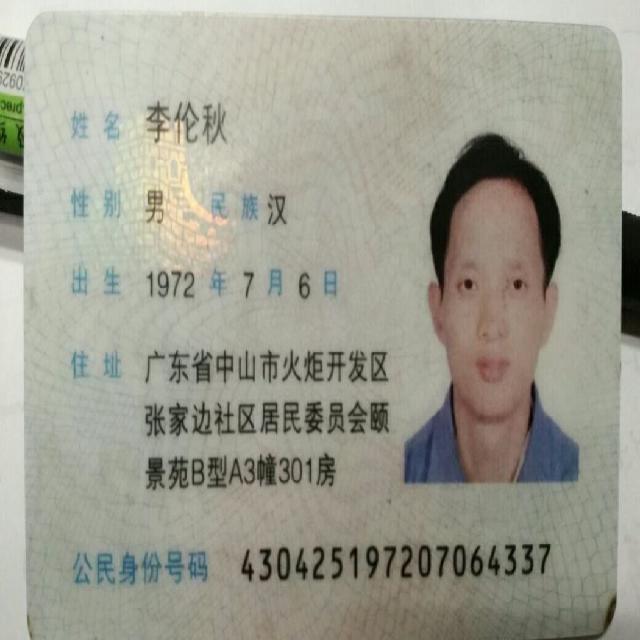 姓名 李伦秋
性别 男 民族 汉
出生 1972 年 7 月 6 日
住址 广东省中山市火炬开发区
张家边社区居民委员会颐
景苑B型A3幢301房
公民身份号码 430425197207064337